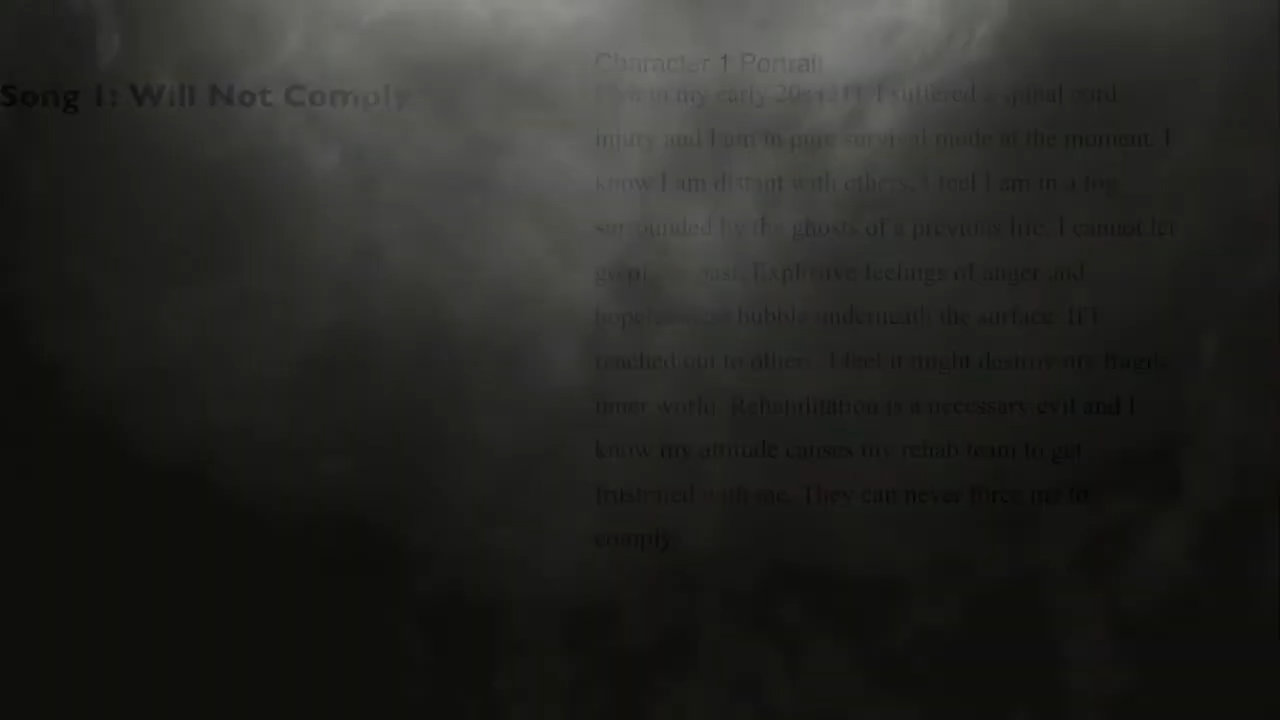 Song 1: Will Not Comply
Character 1 Portrait
in my early 20s I suffered a spinal cord
injury and I am in pure survival mode at the moment. I
know I am distant with others. I feel I am in a fog
surrounded by the ghosts of a previous life. I cannot let
go of past. Explosive feelings of anger and
hopelessness bubble underneath the surface. If I
reached out to others, I feel it might destroy my fragile
inner world. Rehabilitation is a necessary evil and I
know my attitude causes my rehab team to get
frustrated with me. They can never force me to
comply.